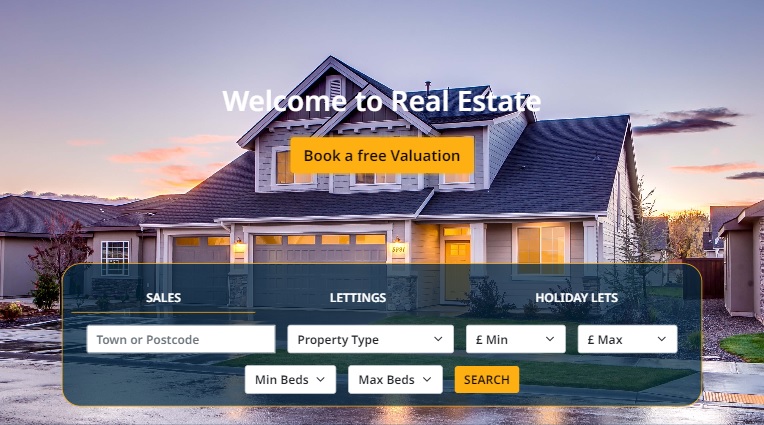 Welcome to Real Estate
Book a free Valuation
SALES LETTINGS HOLIDAY LETS
Town or Postcode Property Type £ Min £ Max
Min Beds Max Beds SEARCH